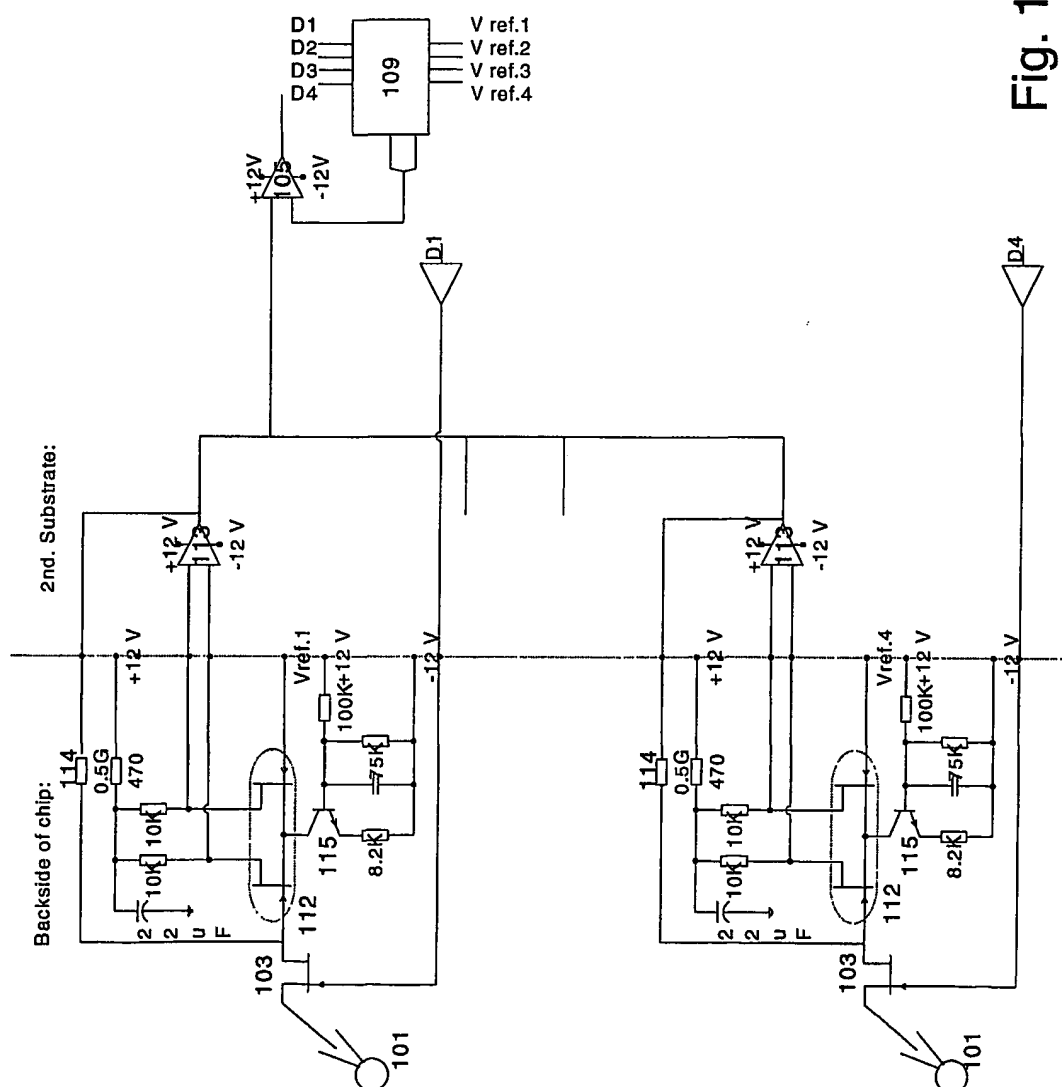 D1
D2
D3
D4
109
V ref.1
V ref.2
V ref.3
V ref.4
Fig. 1
+12V
105
-12V
D1
D4
2nd. Substrate:
+12 V
113
-12 V
+12 V
113
-12 V
+12 V
Vref.1
+12 V
-12 V
+12 V
Vref.4
+12 V
-12 V
Backside of chip:
114
0.5G
470
10K
10K
100K
75K
8.2K
115
112
2 2 u F
103
101
114
0.5G
470
10K
10K
100K
75K
8.2K
115
112
2 2 u F
103
101